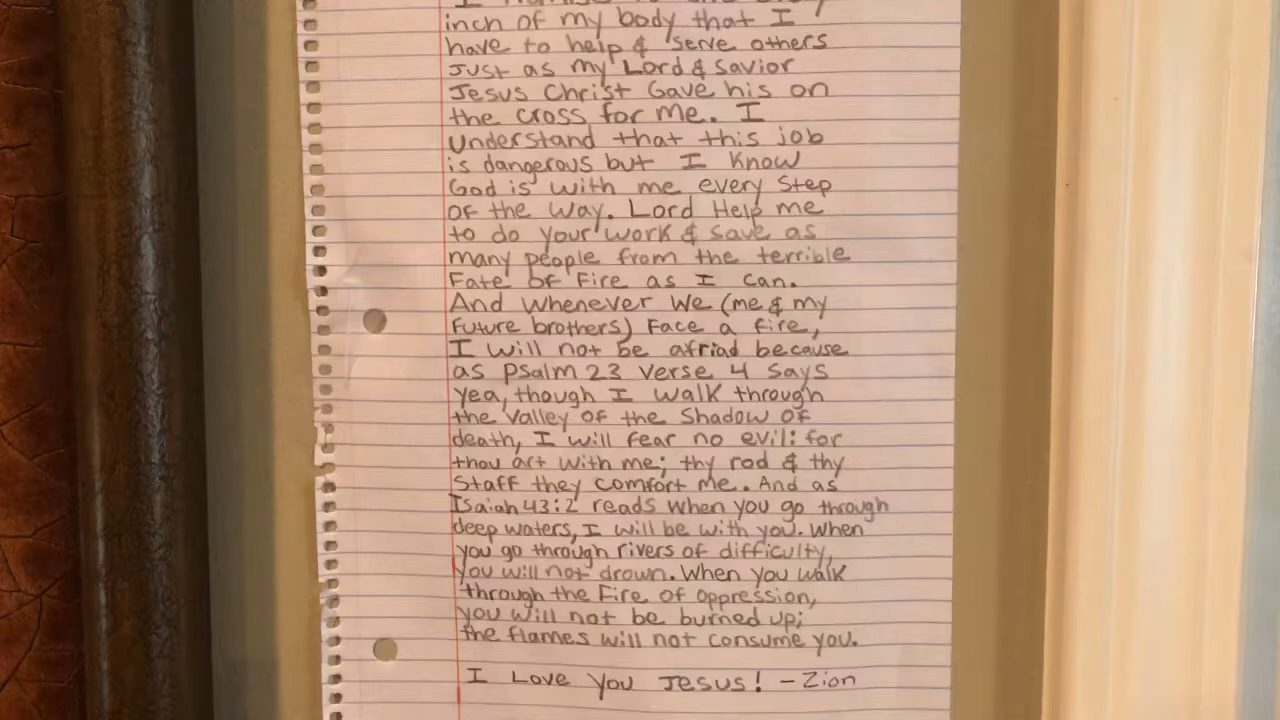 inch of my body that I
have to help & serve others
Just as my Lord & Savior
Jesus Christ Gave his on
the cross for me. I
understand that this job
is dangerous but I know
God is with me every Step
of the way. Lord Help me
to do your work & save as
many people from the terrible
Fate of Fire as I can.
And whenever we (me & my
future brothers) Face a fire,
I will not be afriad because
as psalm 23 verse 4 says
yea, though I walk through
the valley of the Shadow of
death, I will fear no evil: for
thou art with me; thy rod & thy
Staff they comfort me. And as
Isaiah 43:2 reads when you go through
deep waters, I will be with you. When
you go through rivers of difficulty,
you will not drown. When you walk
through the Fire of oppression,
you will not be burned up;
the flames will not consume you.
I Love You Jesus! - Zion